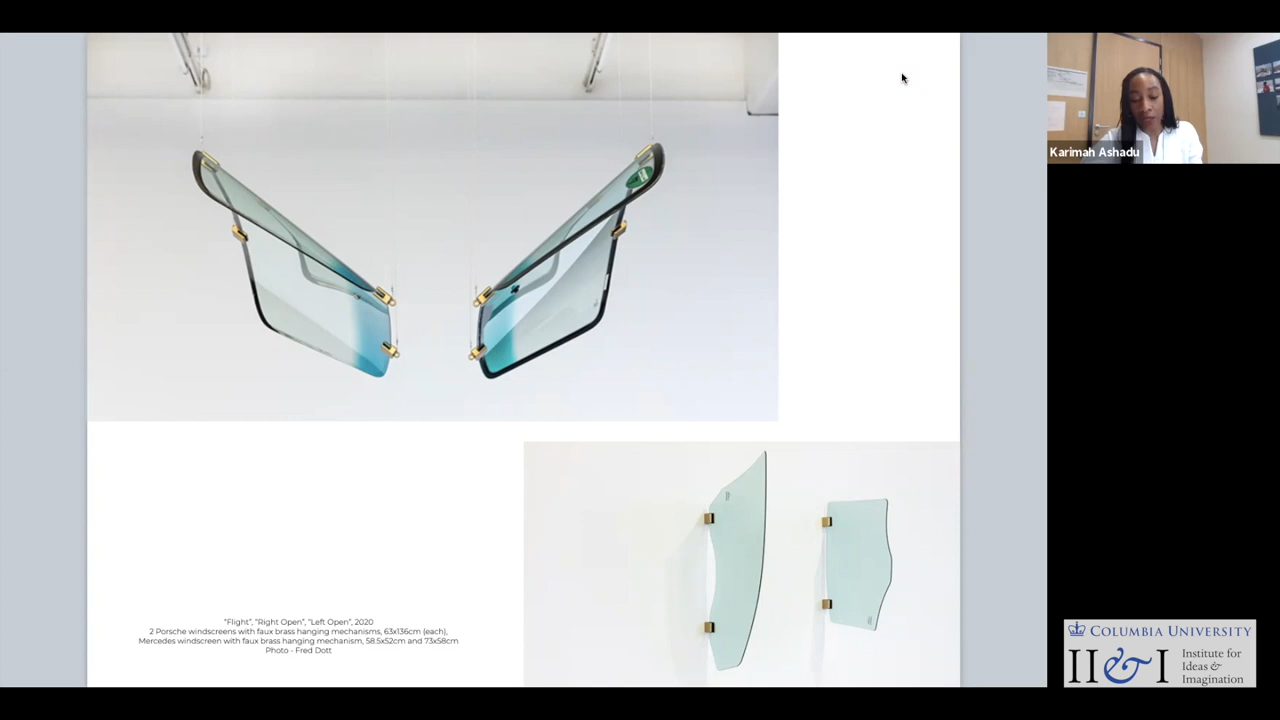 Karimah Ashadu
"Flight", "Right Open", "Left Open", 2020
2 Porsche windscreens with faux brass hanging mechanisms, 63x136cm (each),
Mercedes windscreen with faux brass hanging mechanism, 58.5x52cm and 73x58cm
Photo - Fred Dott
COLUMBIA UNIVERSITY
II&I
Institute for
Ideas &
Imagination